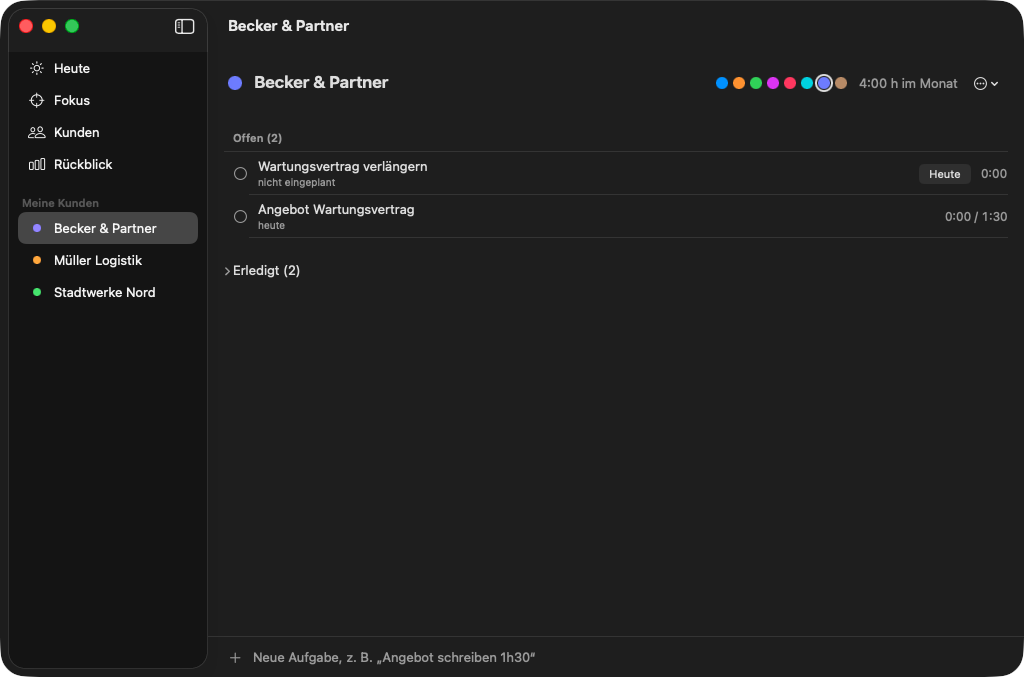 Becker & Partner
Heute
Fokus
Kunden
Rückblick
Meine Kunden
Becker & Partner
Müller Logistik
Stadtwerke Nord
Becker & Partner
4:00 h im Monat
Offen (2)
Wartungsvertrag verlängern
nicht eingeplant
Heute
0:00
Angebot Wartungsvertrag
heute
0:00 / 1:30
Erledigt (2)
Neue Aufgabe, z. B. „Angebot schreiben 1h30“